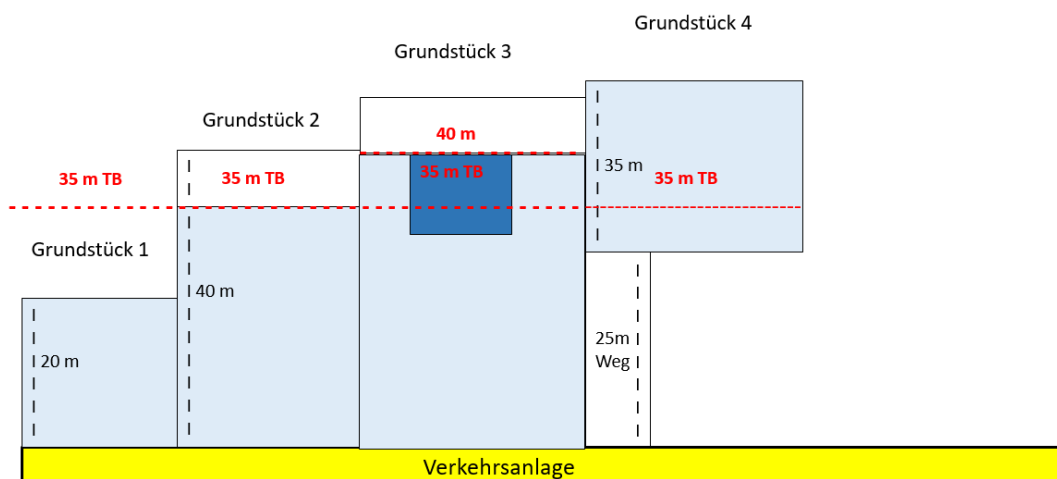 Grundstück 4
Grundstück 3
Grundstück 2
40 m
35 m TB
35 m TB
35 m TB
35 m
35 m TB
Grundstück 1
40 m
20 m
25m
Weg
Verkehrsanlage